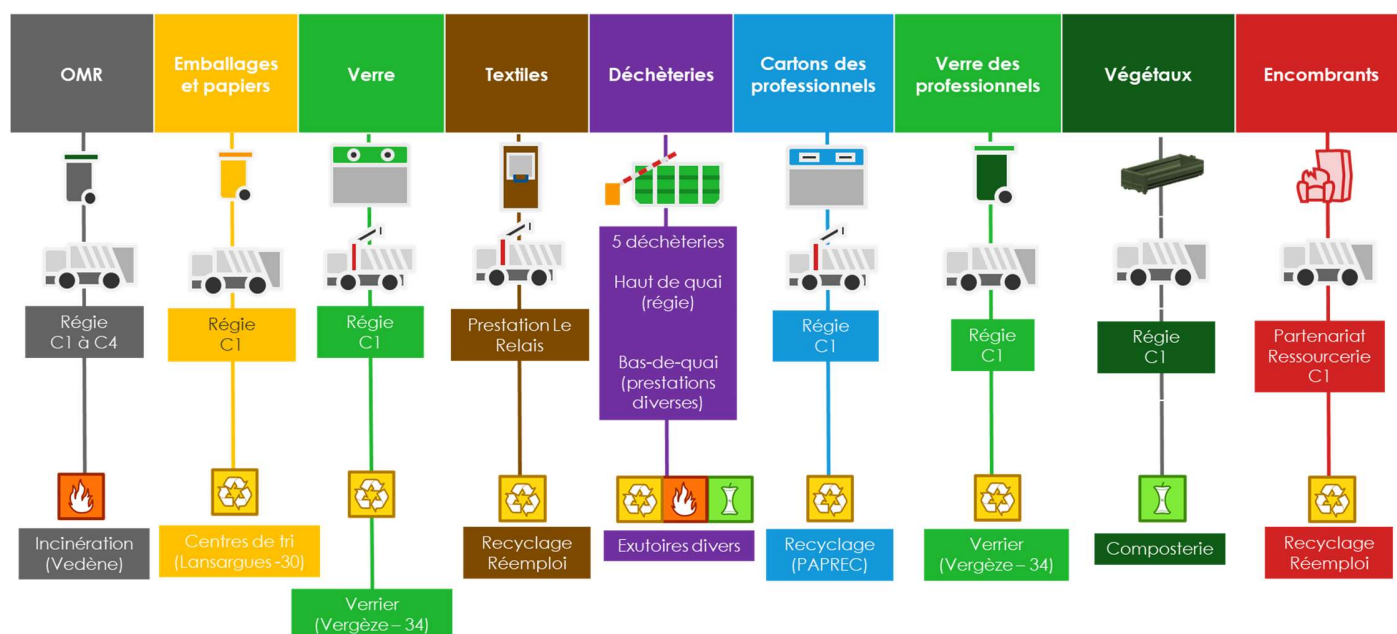 OMR
Emballages
et papiers
Verre
Textiles
Déchèteries
Cartons des
professionnels
Verre des
professionnels
Végétaux
Encombrants
Régie
C1 à C4
Régie
C1
Régie
C1
Prestation Le
Relais
5 déchèteries
Haut de quai
(régie)
Bas-de-quai
(prestations
diverses)
Régie
C1
Régie
C1
Régie
C1
Partenariat
Ressourcerie
C1
Incinération
(Vedène)
Centres de tri
(Lansargues -30)
Verrier
(Vergèze – 34)
Recyclage
Réemploi
Exutoires divers
Recyclage
(PAPREC)
Verrier
(Vergèze – 34)
Composterie
Recyclage
Réemploi